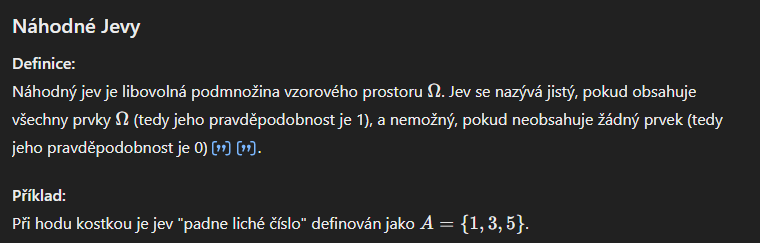 Náhodné Jevy
Definice:
Náhodný jev je libovolná podmnožina vzorového prostoru Ω. Jev se nazývá jistý, pokud obsahuje
všechny prvky Ω (tedy jeho pravděpodobnost je 1), a nemožný, pokud neobsahuje žádný prvek (tedy
jeho pravděpodobnost je 0) [”] [”].
Příklad:
Při hodu kostkou je jev "padne liché číslo" definován jako A = {1, 3, 5}.